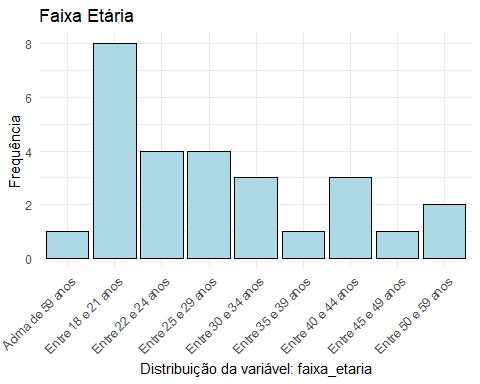 Faixa Etária
Frequência
8
6
4
2
0
Acima de 59 anos
Entre 18 e 21 anos
Entre 22 e 24 anos
Entre 25 e 29 anos
Entre 30 e 34 anos
Entre 35 e 39 anos
Entre 40 e 44 anos
Entre 45 e 49 anos
Entre 50 e 59 anos
Distribuição da variável: faixa_etaria